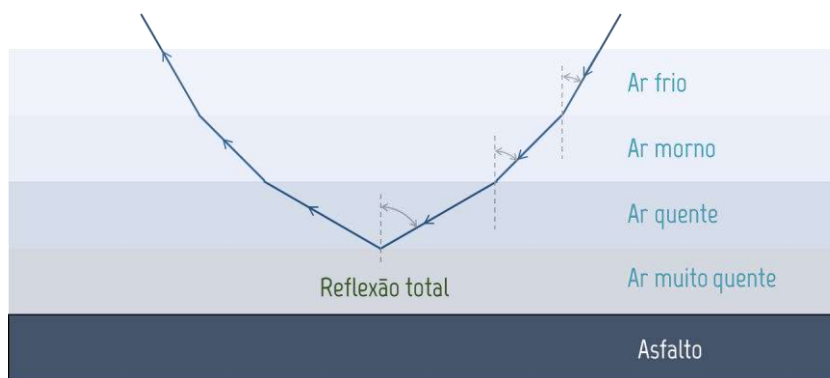 Ar frio
Ar morno
Ar quente
Reflexão total
Ar muito quente
Asfalto